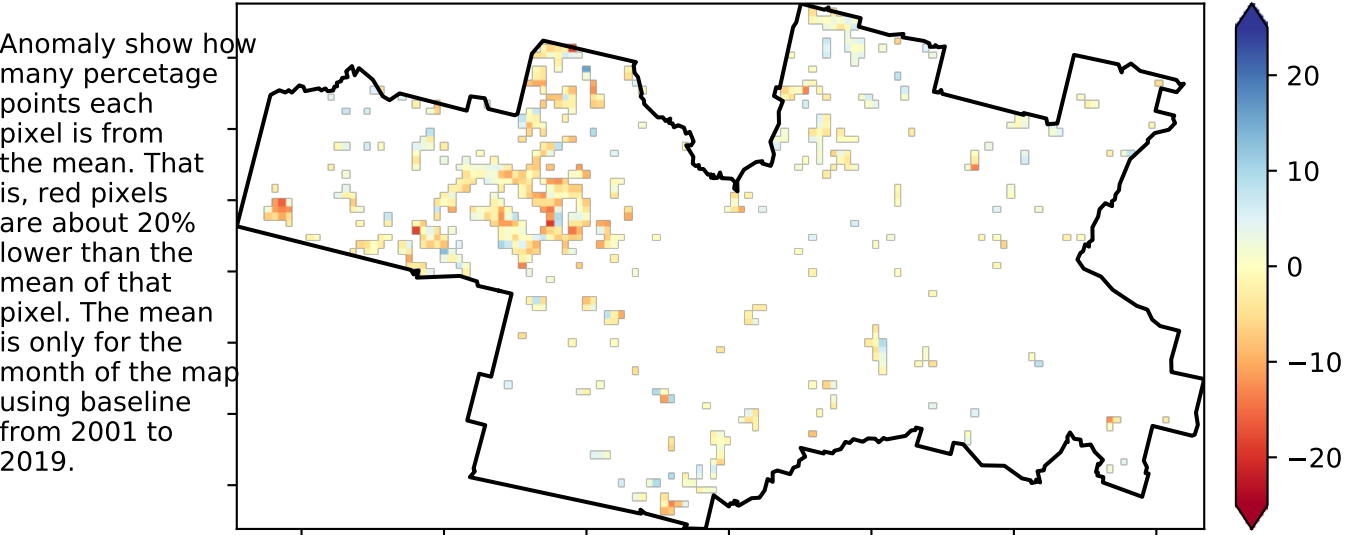 Anomaly show how
many percetage
points each
pixel is from
the mean. That
is, red pixels
are about 20%
lower than the
mean of that
pixel. The mean
is only for the
month of the map
using baseline
from 2001 to
2019.
20
10
0
−10
−20